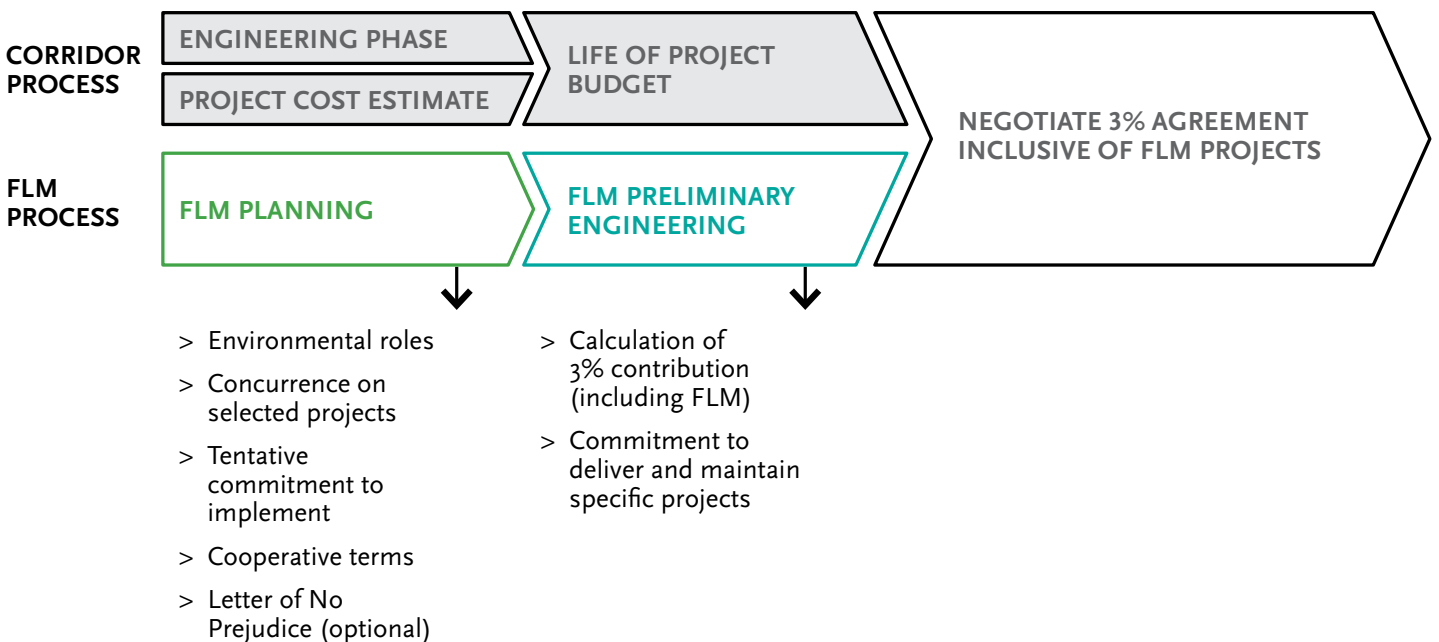 CORRIDOR
PROCESS
ENGINEERING PHASE
PROJECT COST ESTIMATE
LIFE OF PROJECT
BUDGET
NEGOTIATE 3% AGREEMENT
INCLUSIVE OF FLM PROJECTS
FLM
PROCESS
FLM PLANNING
FLM PRELIMINARY
ENGINEERING
> Environmental roles
> Concurrence on
selected projects
> Tentative
commitment to
implement
> Cooperative terms
> Letter of No
Prejudice (optional)
> Calculation of
3% contribution
(including FLM)
> Commitment to
deliver and maintain
specific projects